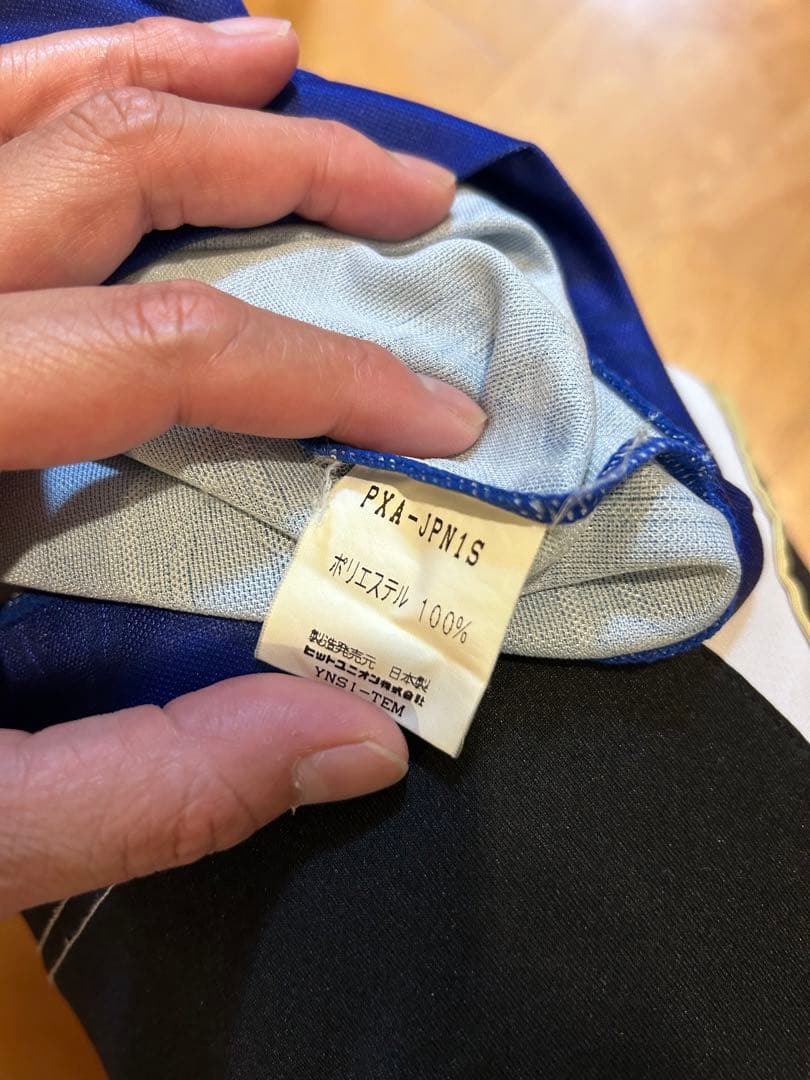 PXA-JPN1S
ポリエステル 100%
製造発売元 日本製
ヒットユニオン株式会社
YNSI-TEM